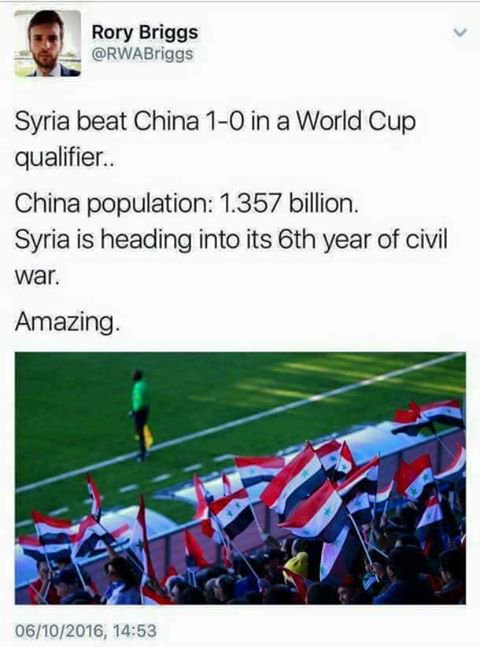 Rory Briggs
@RWABriggs
Syria beat China 1-0 in a World Cup
qualifier..
China population: 1.357 billion.
Syria is heading into its 6th year of civil
war.
Amazing.
06/10/2016, 14:53